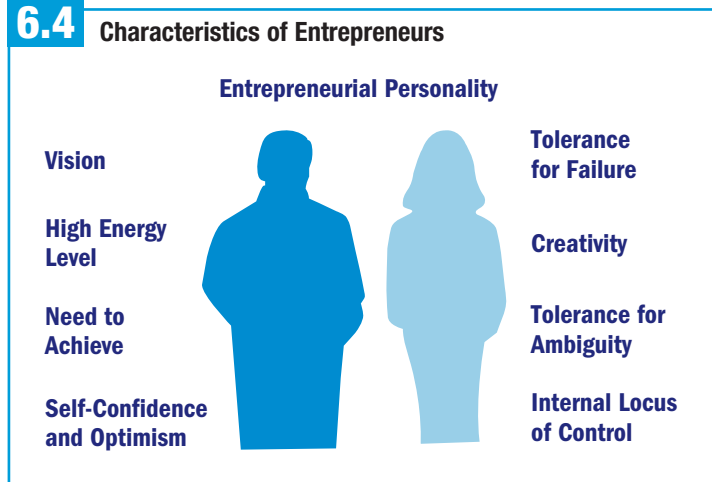 6.4 Characteristics of Entrepreneurs
Entrepreneurial Personality
Vision
High Energy
Level
Need to
Achieve
Self-Confidence
and Optimism
Tolerance
for Failure
Creativity
Tolerance for
Ambiguity
Internal Locus
of Control